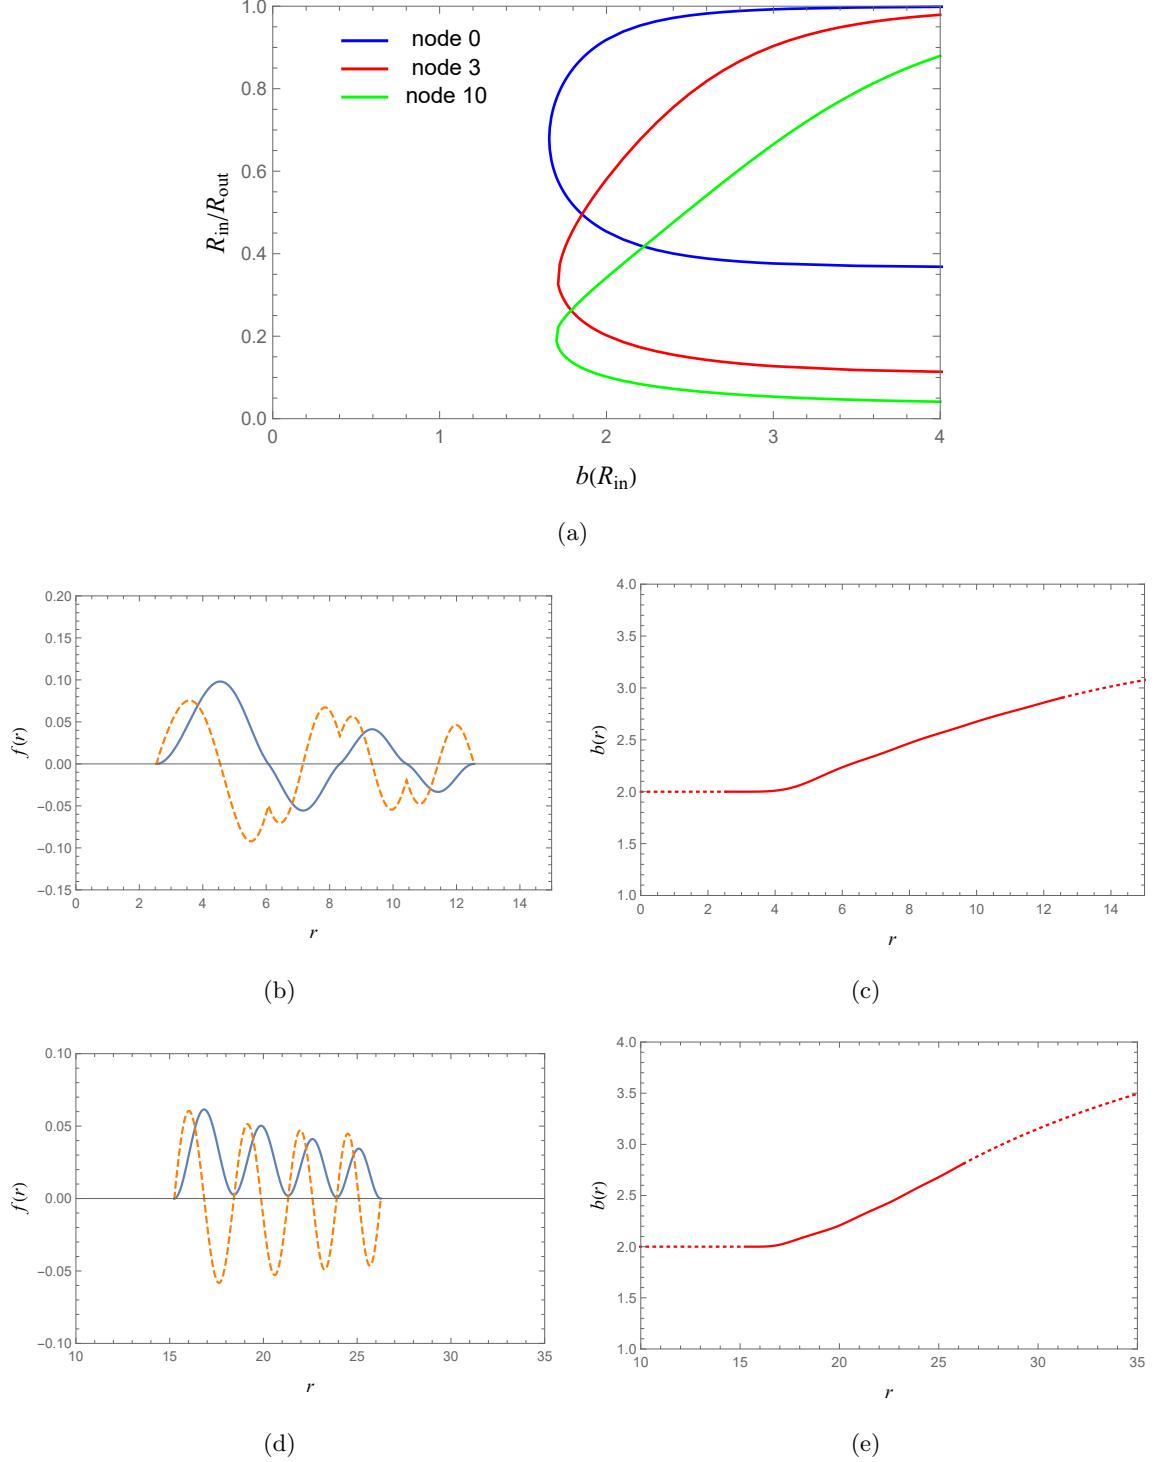 1.0
0.8
0.6
0.4
0.2
0.0
R_in/R_out
node 0
node 3
node 10
0 1 2 3 4
b(R_in)
(a)
0.20
0.15
0.10
0.05
0.00
−0.05
−0.10
−0.15
f(r)
0 2 4 6 8 10 12 14
r
(b)
4.0
3.5
3.0
2.5
2.0
1.5
1.0
b(r)
0 2 4 6 8 10 12 14
r
(c)
0.10
0.05
0.00
−0.05
−0.10
f(r)
10 15 20 25 30 35
r
(d)
4.0
3.5
3.0
2.5
2.0
1.5
1.0
b(r)
10 15 20 25 30 35
r
(e)